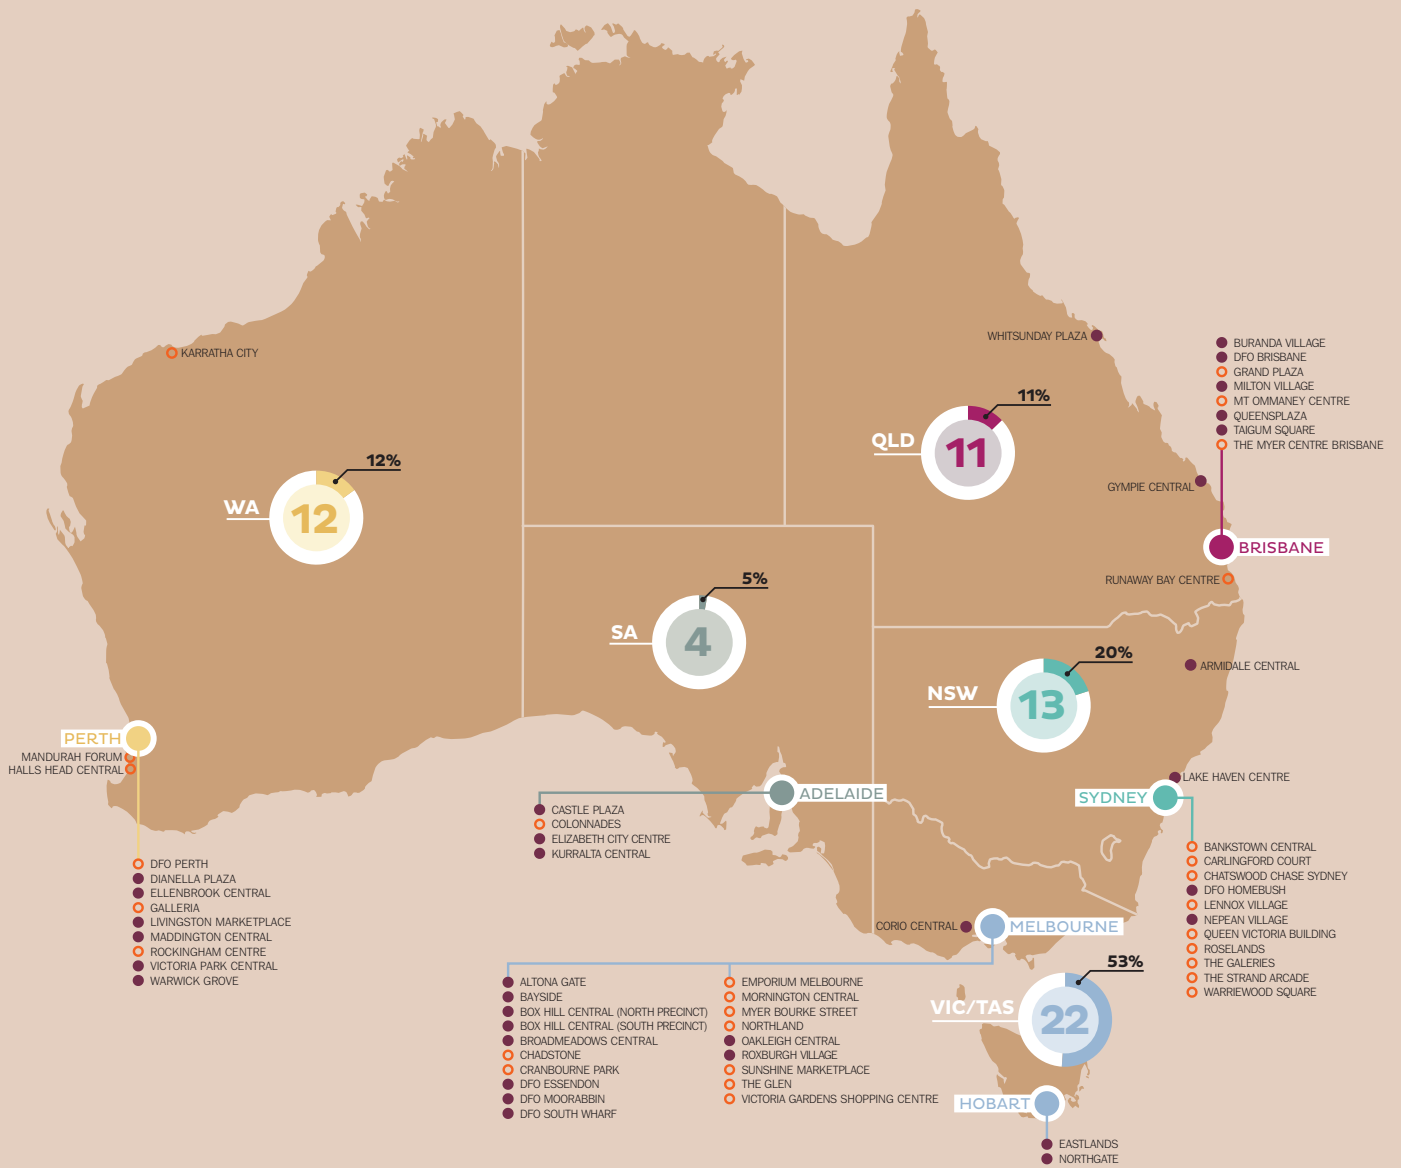 WHITSUNDAY PLAZA
BURANDA VILLAGE
DFO BRISBANE
GRAND PLAZA
MILTON VILLAGE
MT OMMANEY CENTRE
QUEENSPLAZA
TAIGUM SQUARE
THE MYER CENTRE BRISBANE
KARRATHA CITY
11%
QLD
11
12%
WA
12
GYMPIE CENTRAL
BRISBANE
RUNAWAY BAY CENTRE
5%
SA
4
20%
NSW
13
ARMIDALE CENTRAL
PERTH
MANDURAH FORUM
HALLS HEAD CENTRAL
DFO PERTH
DIANELLA PLAZA
ELLENBROOK CENTRAL
GALLERIA
LIVINGSTON MARKETPLACE
MADDINGTON CENTRAL
ROCKINGHAM CENTRE
VICTORIA PARK CENTRAL
WARWICK GROVE
ADELAIDE
CASTLE PLAZA
COLONNADES
ELIZABETH CITY CENTRE
KURRALTA CENTRAL
LAKE HAVEN CENTRE
SYDNEY
BANKSTOWN CENTRAL
CARLINGFORD COURT
CHATSWOOD CHASE SYDNEY
DFO HOMEBUSH
LENNOX VILLAGE
NEPEAN VILLAGE
QUEEN VICTORIA BUILDING
ROSELANDS
THE GALERIES
THE STRAND ARCADE
WARRIEWOOD SQUARE
CORIO CENTRAL
MELBOURNE
ALTONA GATE
BAYSIDE
BOX HILL CENTRAL (NORTH PRECINCT)
BOX HILL CENTRAL (SOUTH PRECINCT)
BROADMEADOWS CENTRAL
CHADSTONE
CRANBOURNE PARK
DFO ESSENDON
DFO MOORABBIN
DFO SOUTH WHARF
EMPORIUM MELBOURNE
MORNINGTON CENTRAL
MYER BOURKE STREET
NORTHLAND
OAKLEIGH CENTRAL
ROXBURGH VILLAGE
SUNSHINE MARKETPLACE
THE GLEN
VICTORIA GARDENS SHOPPING CENTRE
53%
VIC/TAS
22
HOBART
EASTLANDS
NORTHGATE